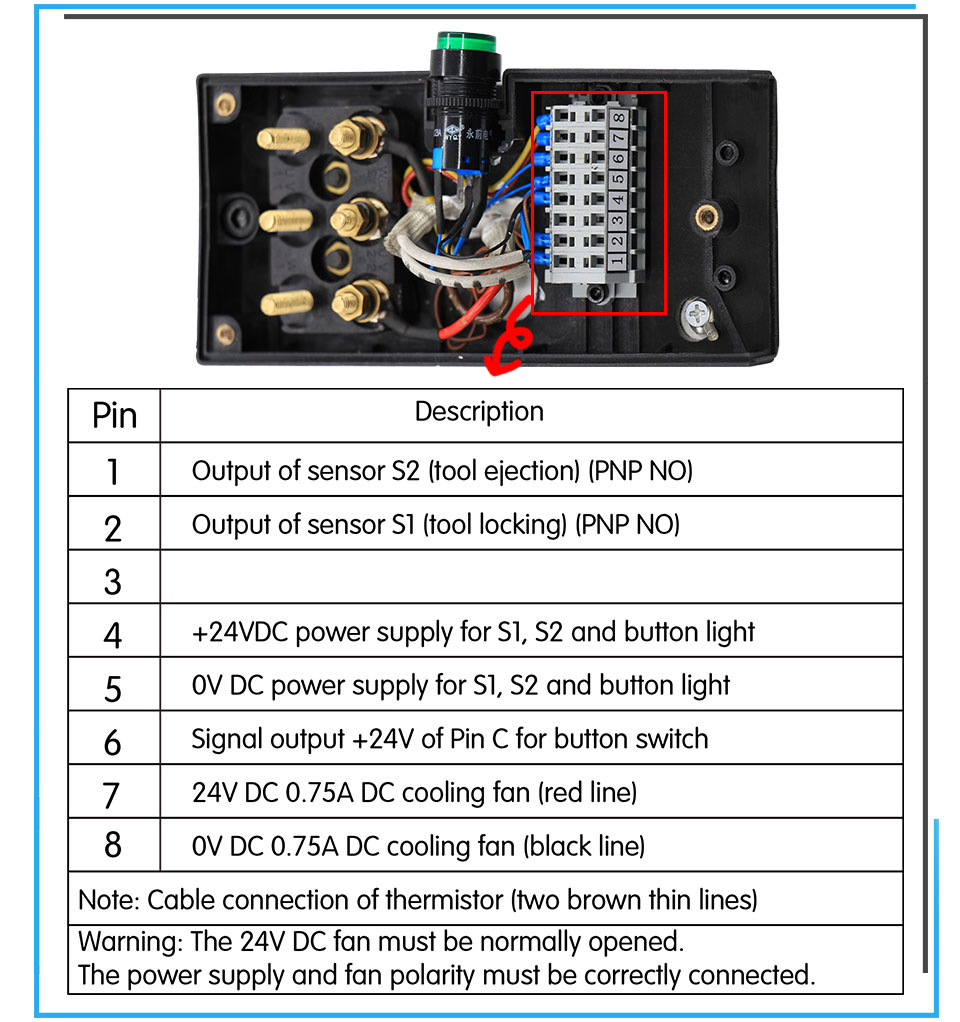 8
7
6
5
4
3
2
1
永前电
Pin Description
1 Output of sensor S2 (tool ejection) (PNP NO)
2 Output of sensor S1 (tool locking) (PNP NO)
3
4 +24VDC power supply for S1, S2 and button light
5 0V DC power supply for S1, S2 and button light
6 Signal output +24V of Pin C for button switch
7 24V DC 0.75A DC cooling fan (red line)
8 0V DC 0.75A DC cooling fan (black line)
Note: Cable connection of thermistor (two brown thin lines)
Warning: The 24V DC fan must be normally opened.
The power supply and fan polarity must be correctly connected.